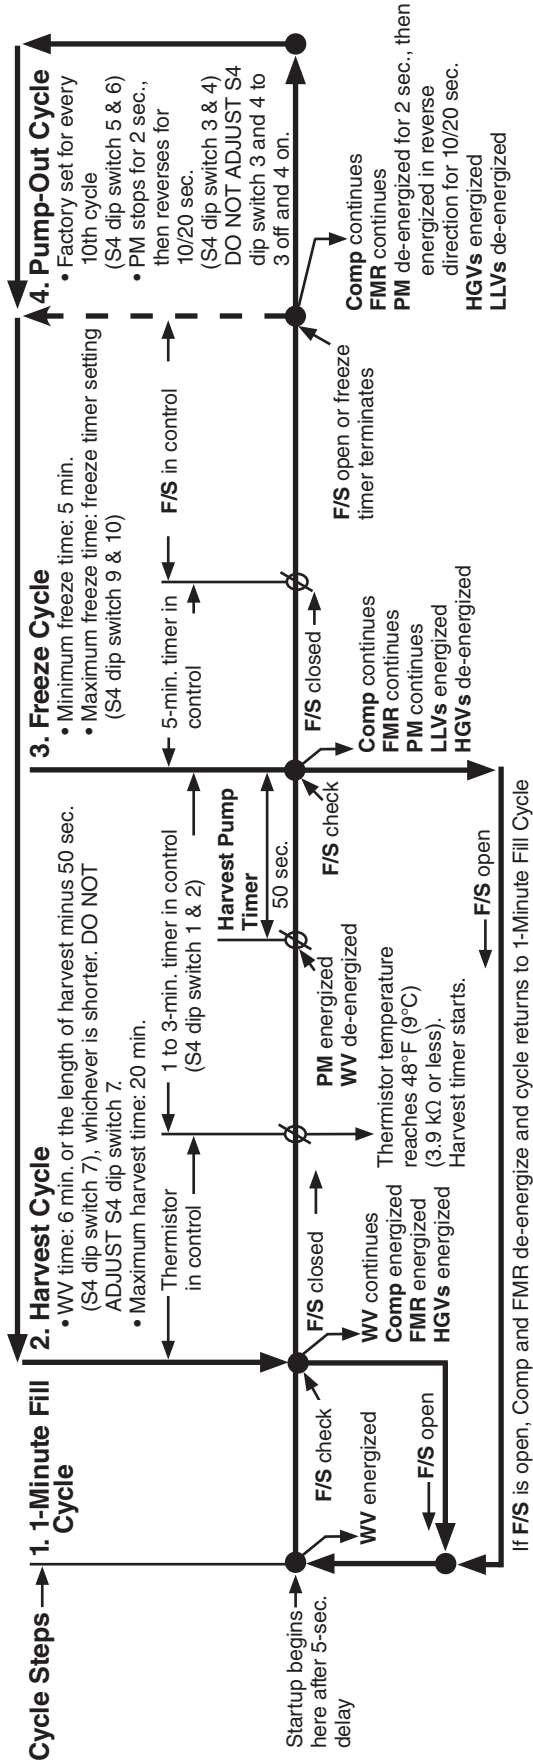 Cycle Steps
1. 1-Minute Fill
Cycle
2. Harvest Cycle
• WV time: 6 min. or the length of harvest minus 50 sec.
(S4 dip switch 7), whichever is shorter. DO NOT
ADJUST S4 dip switch 7.
• Maximum harvest time: 20 min.
3. Freeze Cycle
• Minimum freeze time: 5 min.
• Maximum freeze time: freeze timer setting
(S4 dip switch 9 & 10)
4. Pump-Out Cycle
• Factory set for every
10th cycle
(S4 dip switch 5 & 6)
• PM stops for 2 sec.,
then reverses for
10/20 sec.
(S4 dip switch 3 & 4)
DO NOT ADJUST S4
dip switch 3 and 4 to
3 off and 4 on.
Thermistor
in control
1 to 3-min. timer in control
(S4 dip switch 1 & 2)
Harvest Pump
Timer
50 sec.
5-min. timer in
control
F/S in control
Startup begins
here after 5-sec.
delay
F/S check
WV energized
F/S open
F/S closed
WV continues
Comp energized
FMR energized
HGVs energized
Thermistor temperature
reaches 48°F (9°C)
(3.9 kΩ or less).
Harvest timer starts.
PM energized
WV de-energized
F/S check
F/S open
F/S closed
Comp continues
FMR continues
PM continues
LLVs energized
HGVs de-energized
F/S open or freeze
timer terminates
Comp continues
FMR continues
PM de-energized for 2 sec., then
energized in reverse
direction for 10/20 sec.
HGVs energized
LLVs de-energized
If F/S is open, Comp and FMR de-energize and cycle returns to 1-Minute Fill Cycle